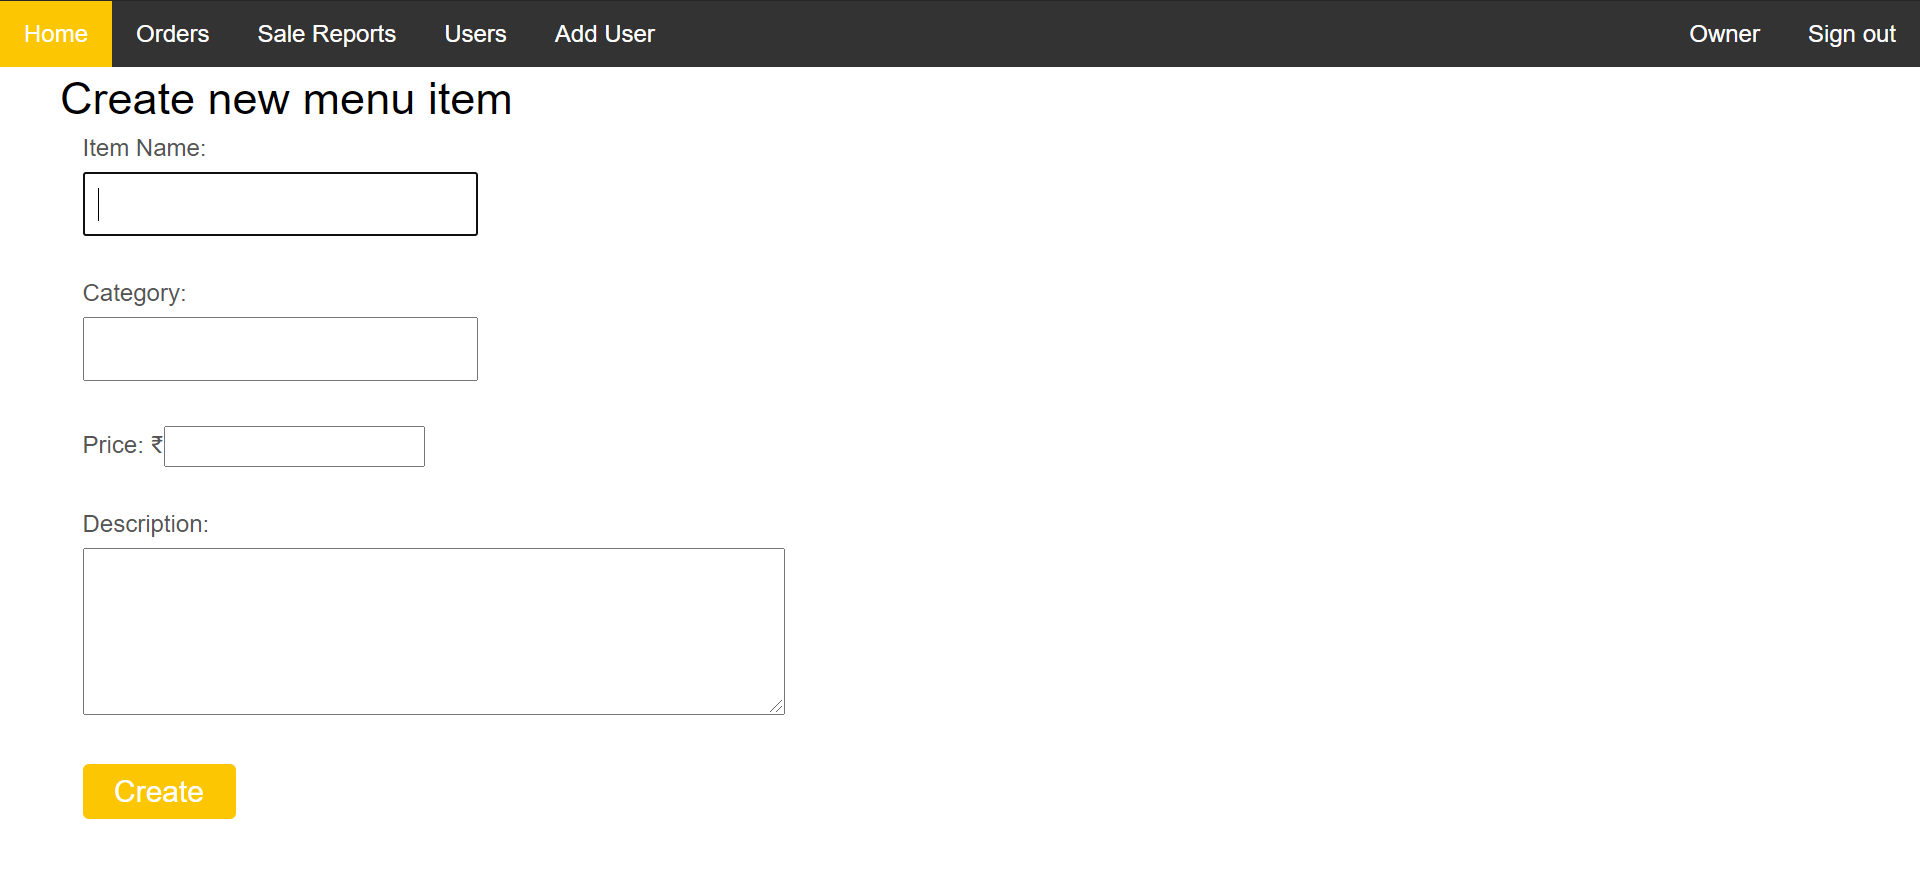 Home Orders Sale Reports Users Add User Owner Sign out
Create new menu item
Item Name:
Category:
Price: ₹
Description:
Create